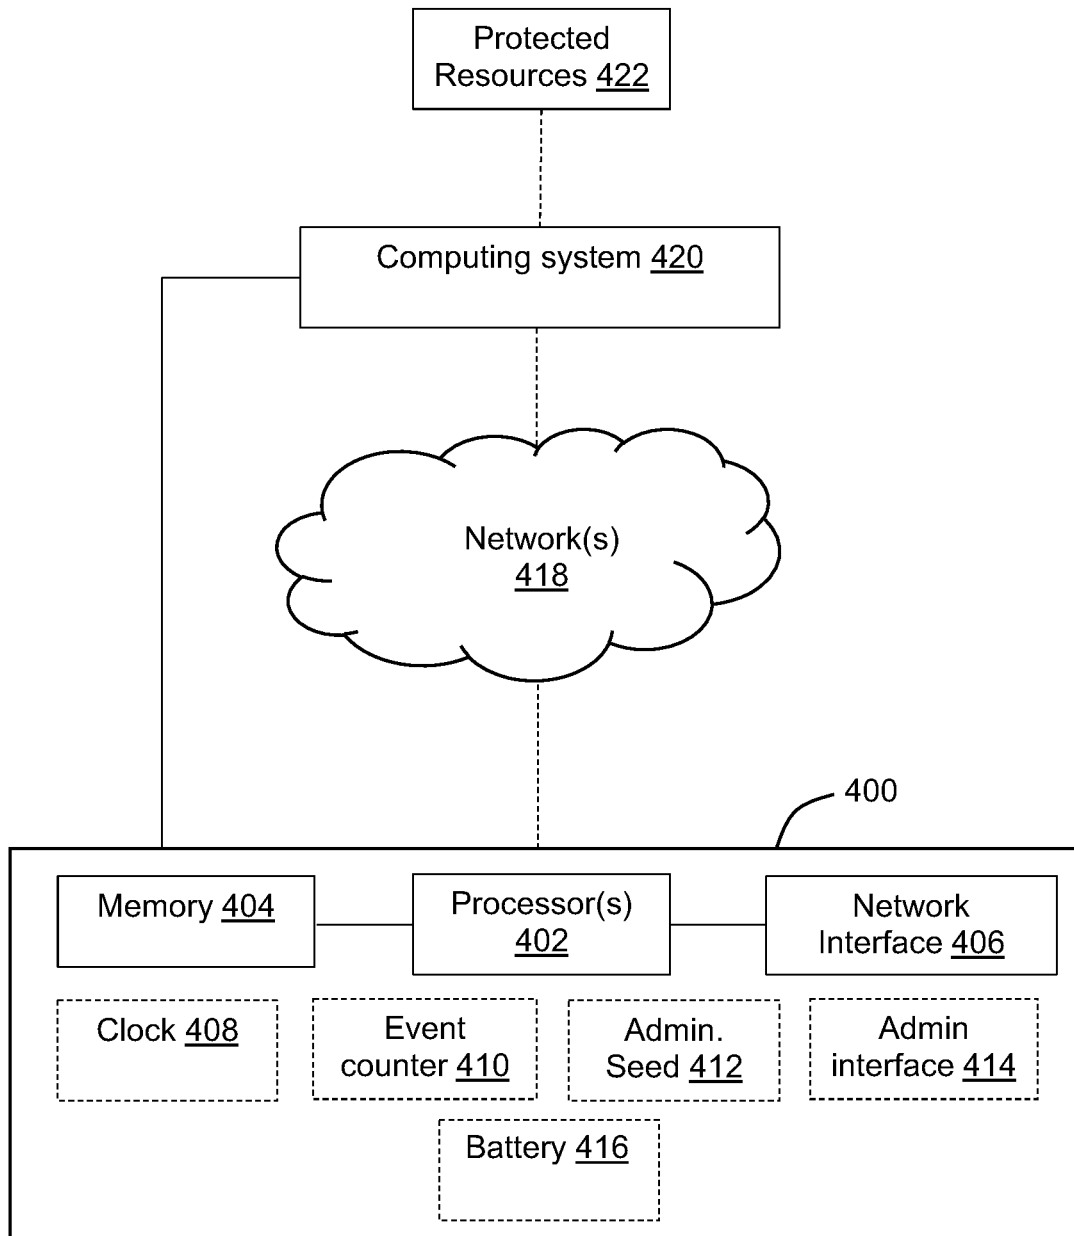 Protected
Resources 422
Computing system 420
Network(s)
418
400
Memory 404
Processor(s)
402
Network
Interface 406
Clock 408
Event
counter 410
Admin.
Seed 412
Admin
interface 414
Battery 416